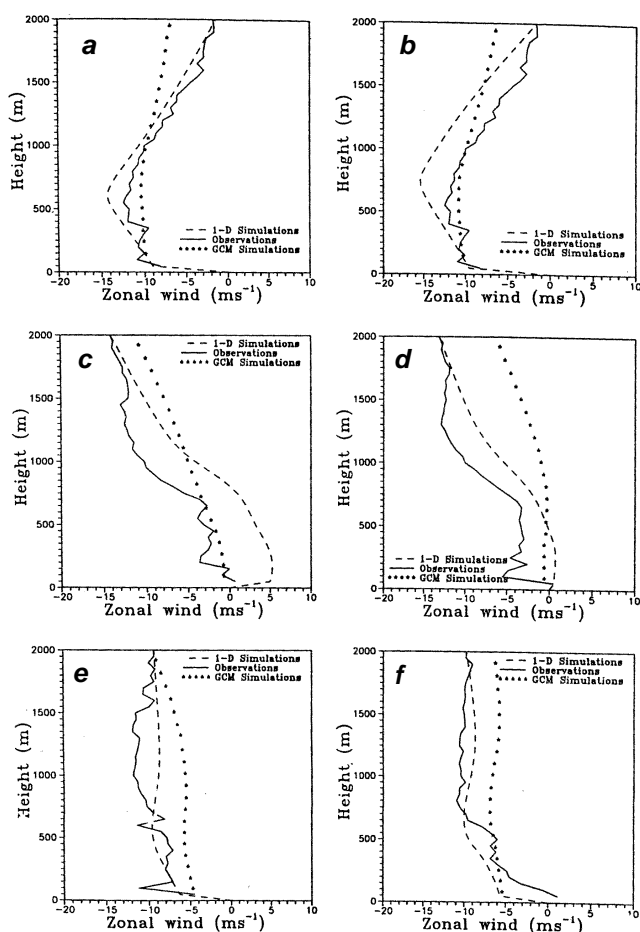 a
2000
1500
1000
500
0
Height (m)
1-D Simulations
Observations
GCM Simulations
-20 -15 -10 -5 0 5 10
Zonal wind (ms-1)
b
2000
1500
1000
500
0
Height (m)
1-D Simulations
Observations
GCM Simulations
-20 -15 -10 -5 0 5 10
Zonal wind (ms-1)
c
2000
1500
1000
500
0
Height (m)
1-D Simulations
Observations
GCM Simulations
-20 -15 -10 -5 0 5 10
Zonal wind (ms-1)
d
2000
1500
1000
500
0
Height (m)
1-D Simulations
Observations
GCM Simulations
-20 -15 -10 -5 0 5 10
Zonal wind (ms-1)
e
2000
1500
1000
500
0
Height (m)
1-D Simulations
Observations
GCM Simulations
-20 -15 -10 -5 0 5 10
Zonal wind (ms-1)
f
2000
1500
1000
500
0
Height (m)
1-D Simulations
Observations
GCM Simulations
-20 -15 -10 -5 0 5 10
Zonal wind (ms-1)